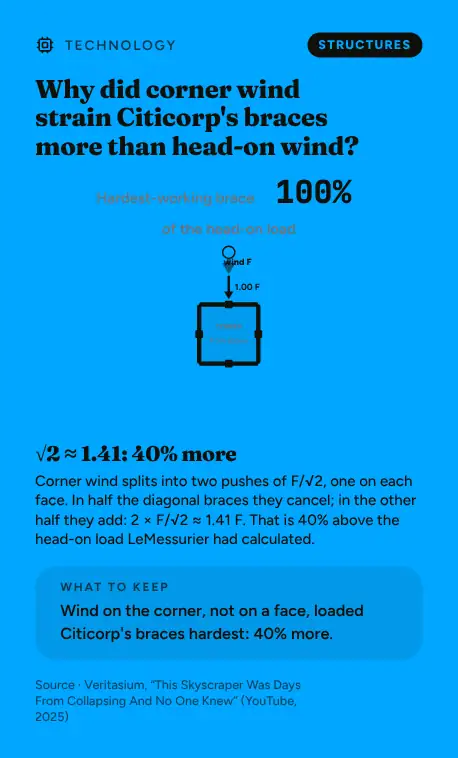 TECHNOLOGY
STRUCTURES
Why did corner wind
strain Citicorp's braces
more than head-on wind?
Hardest-working brace 100%
of the head-on load
wind F
1.00 F
√2 ≈ 1.41: 40% more
Corner wind splits into two pushes of F/√2, one on each
face. In half the diagonal braces they cancel; in the other
half they add: 2 × F/√2 ≈ 1.41 F. That is 40% above the
head-on load LeMessurier had calculated.
WHAT TO KEEP
Wind on the corner, not on a face, loaded
Citicorp's braces hardest: 40% more.
Source · Veritasium, "This Skyscraper Was Days
From Collapsing And No One Knew" (YouTube,
2025)